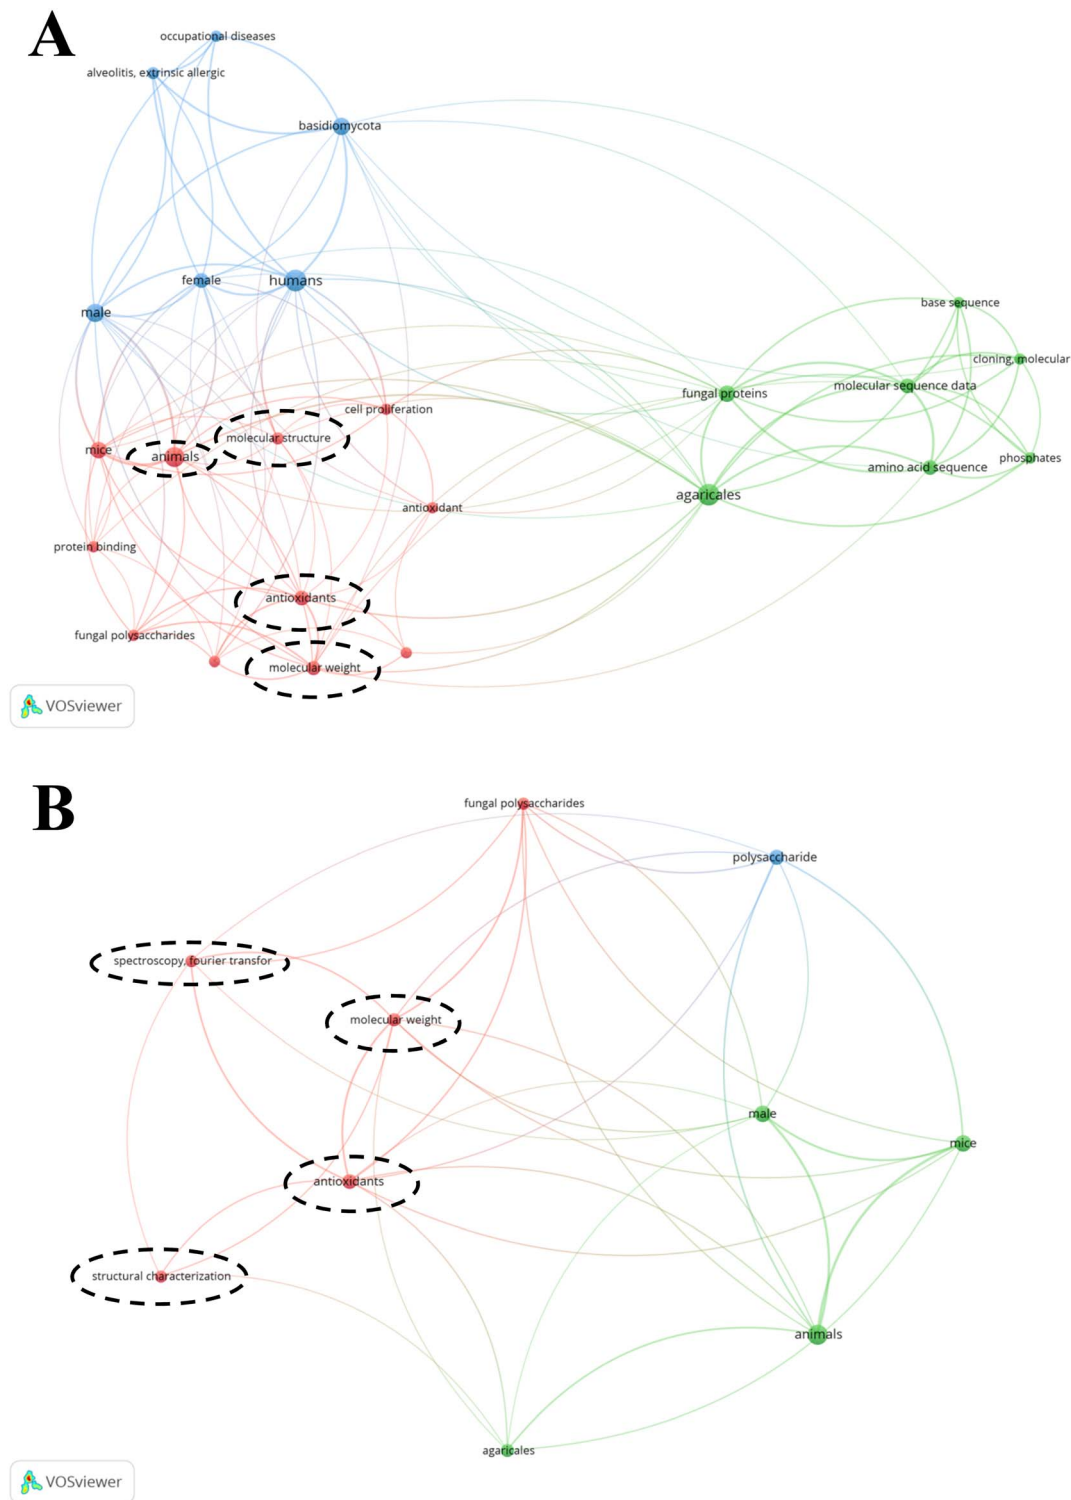 A
occupational diseases
alveolitis, extrinsic allergic
basidiomycota
female
humans
male
base sequence
cloning, molecular
molecular sequence data
fungal proteins
cell proliferation
molecular structure
mice
animals
phosphates
amino acid sequence
agaricales
antioxidant
protein binding
antioxidants
fungal polysaccharides
molecular weight
VOSviewer
B
fungal polysaccharides
polysaccharide
spectroscopy, fourier transfor
molecular weight
male
mice
antioxidants
structural characterization
animals
agaricales
VOSviewer